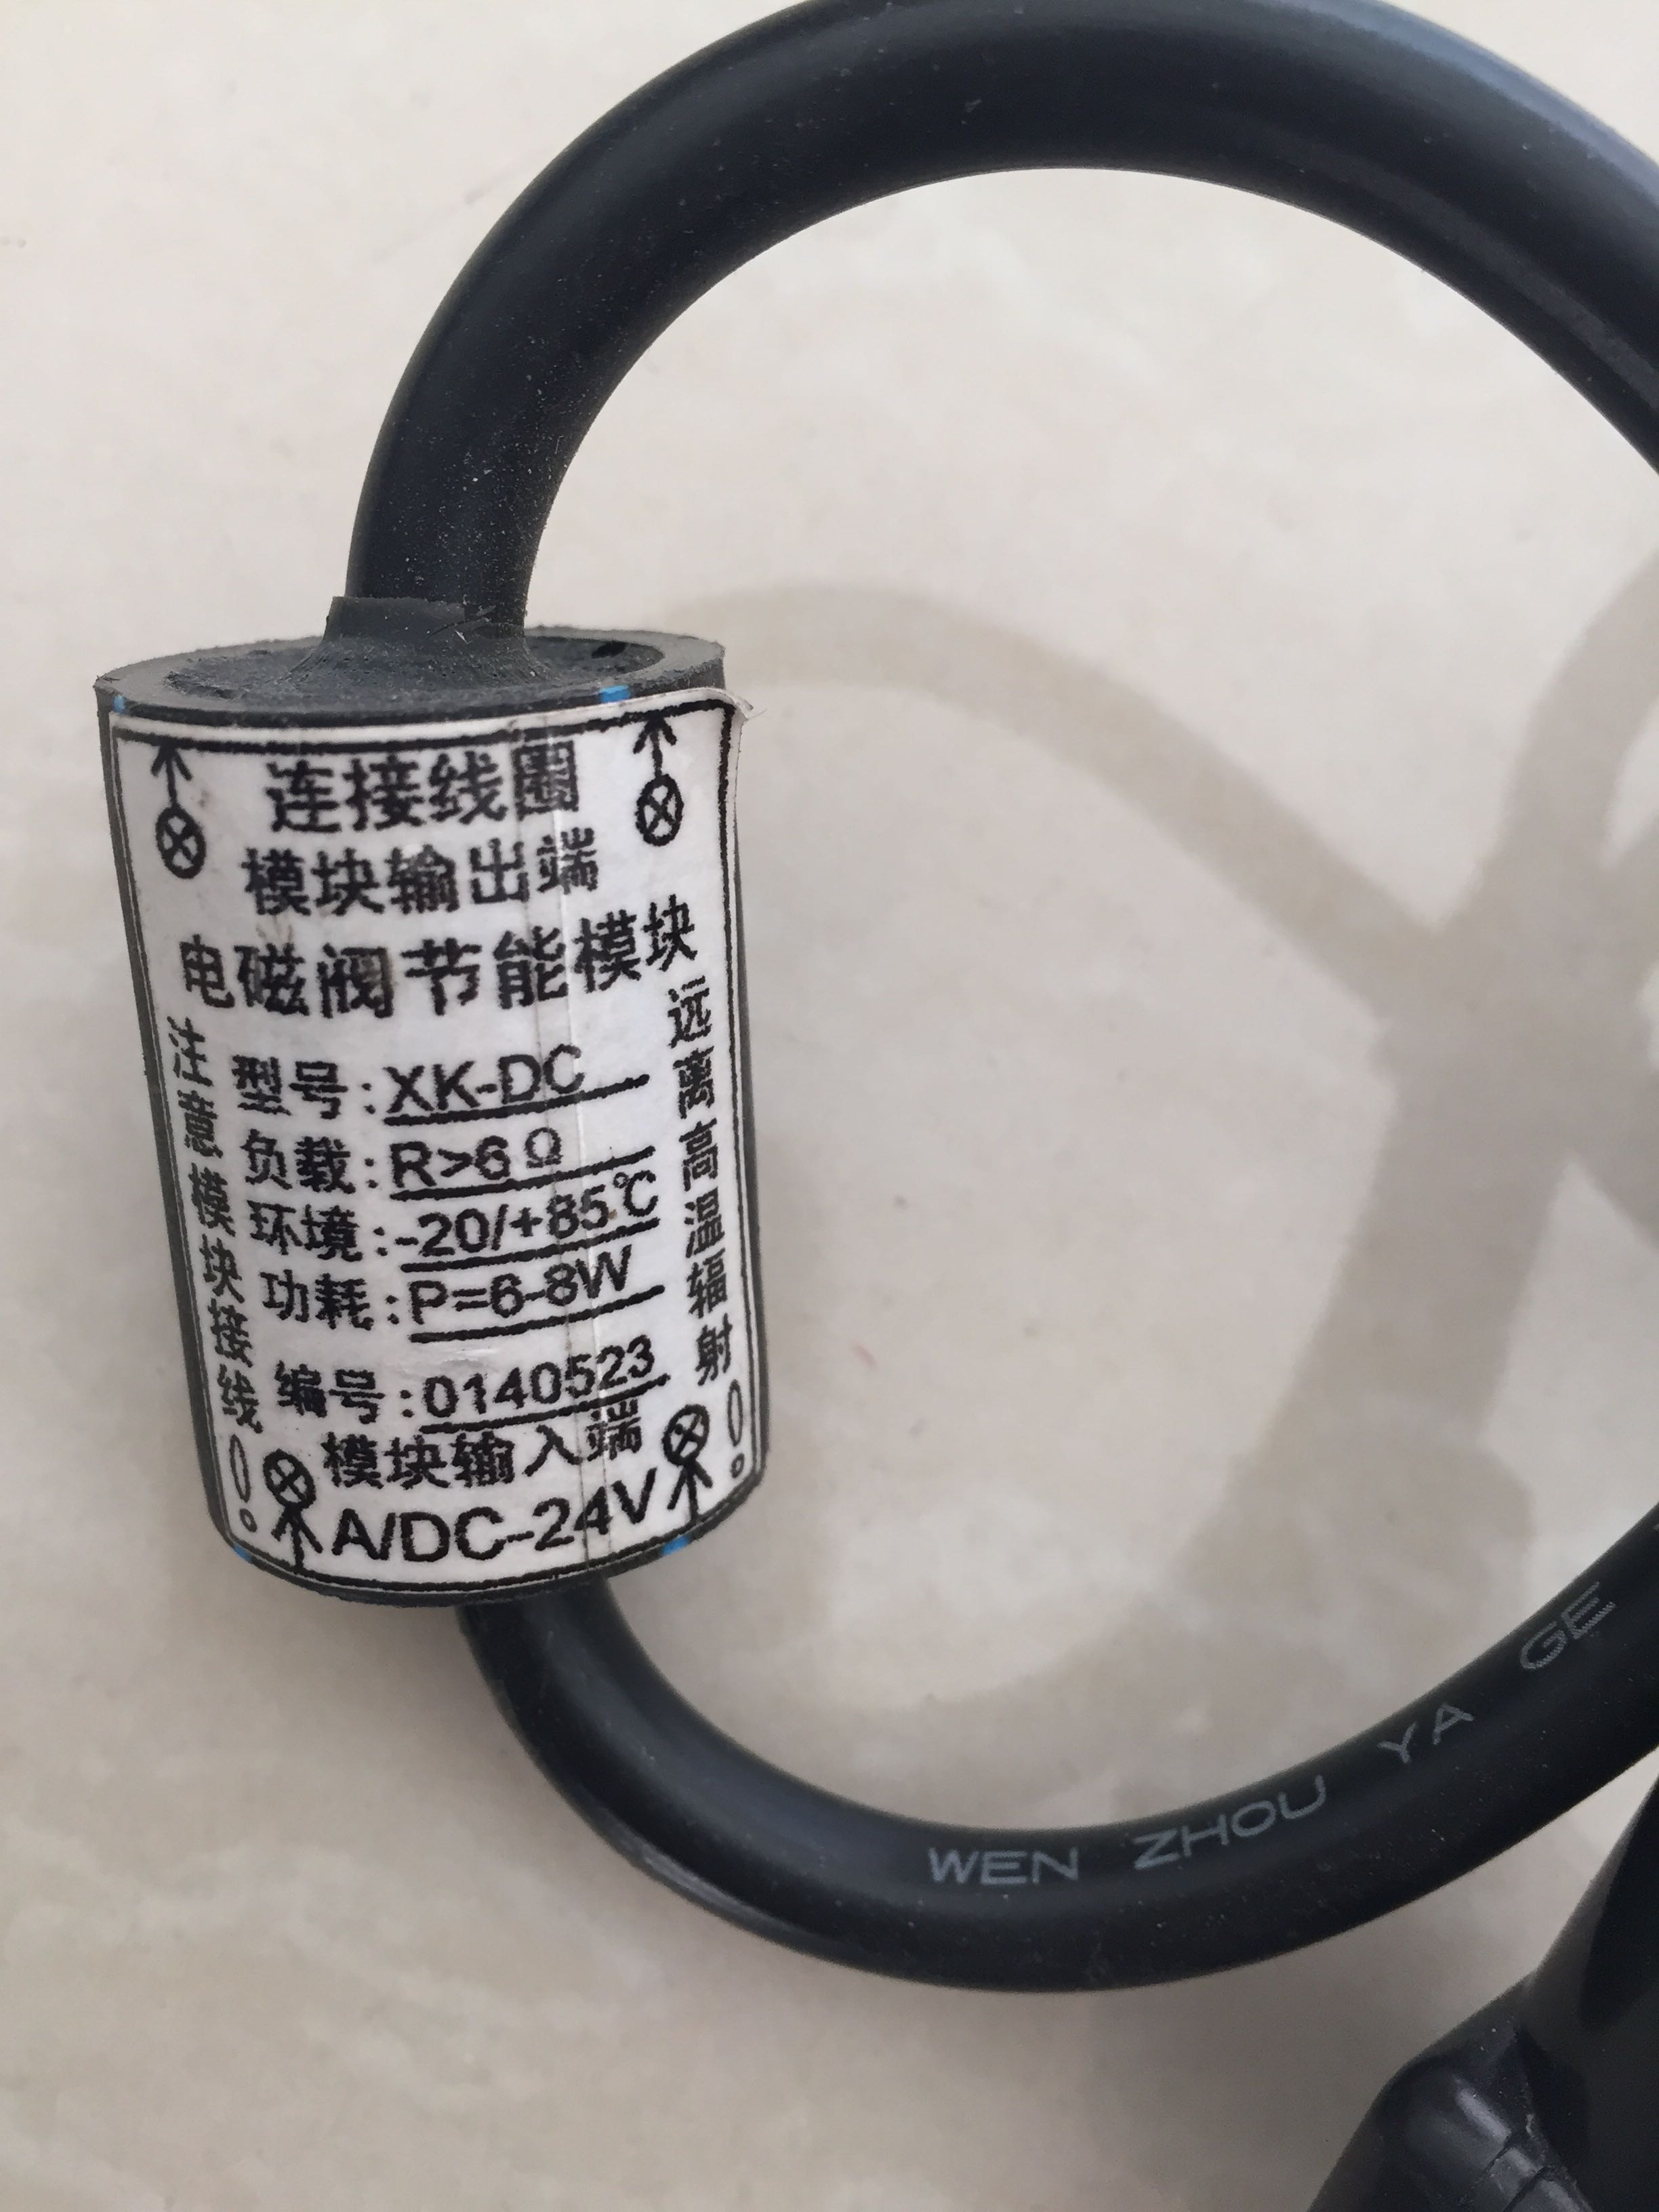 连接线圈
模块输出端
电磁阀节能模块
型号:XK-DC
负载:R>6Ω
环境:-20/+85℃
功耗:P=6-8W
编号:0140523
模块输入端
A/DC-24V
注意模块接线!
远离高温辐射!
WEN ZHOU YA GE